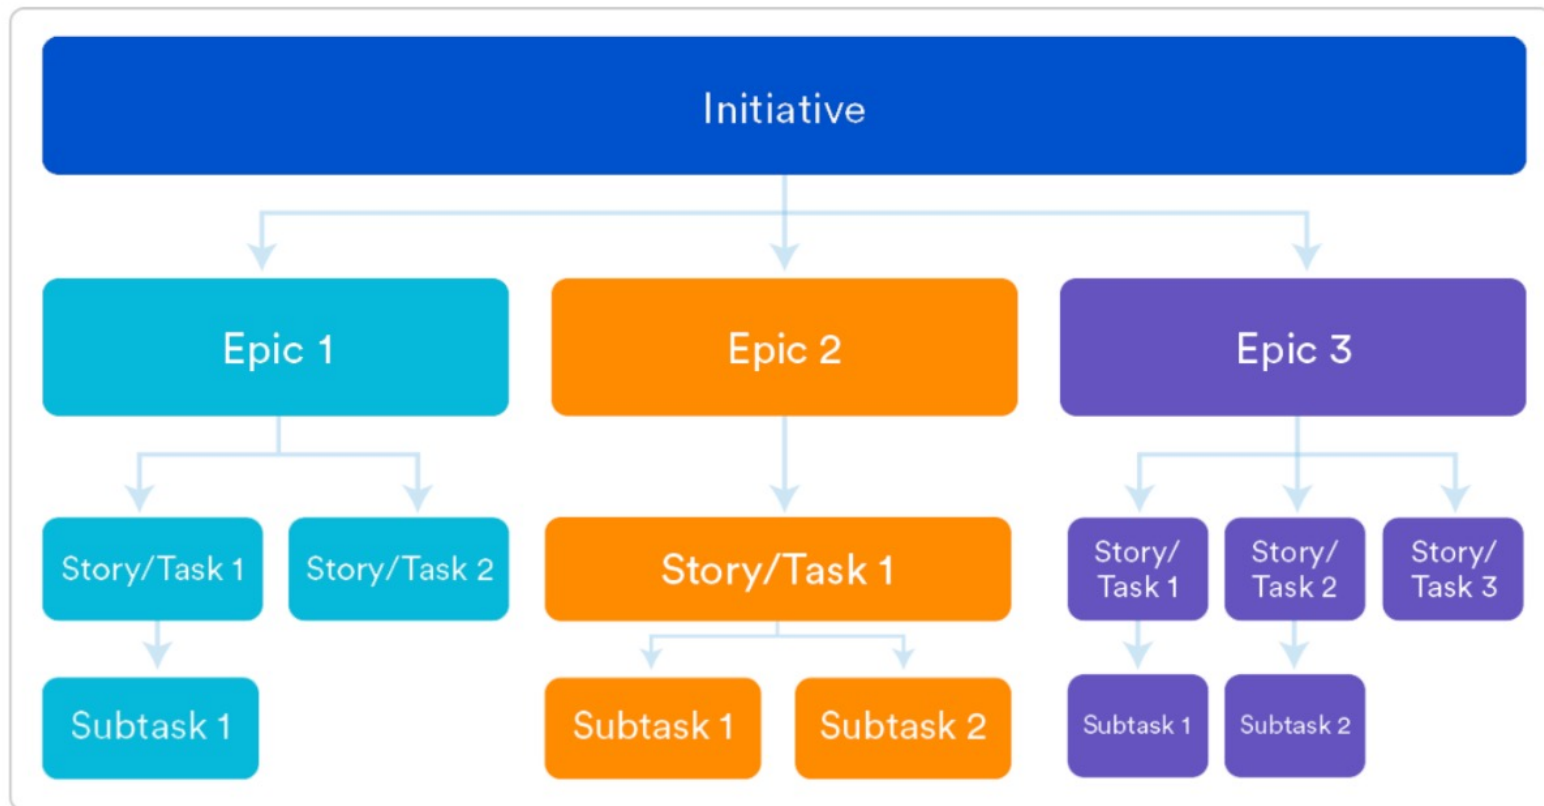 Initiative
Epic 1
Epic 2
Epic 3
Story/Task 1
Story/Task 2
Story/Task 1
Story/
Task 1
Story/
Task 2
Story/
Task 3
Subtask 1
Subtask 1
Subtask 2
Subtask 1
Subtask 2